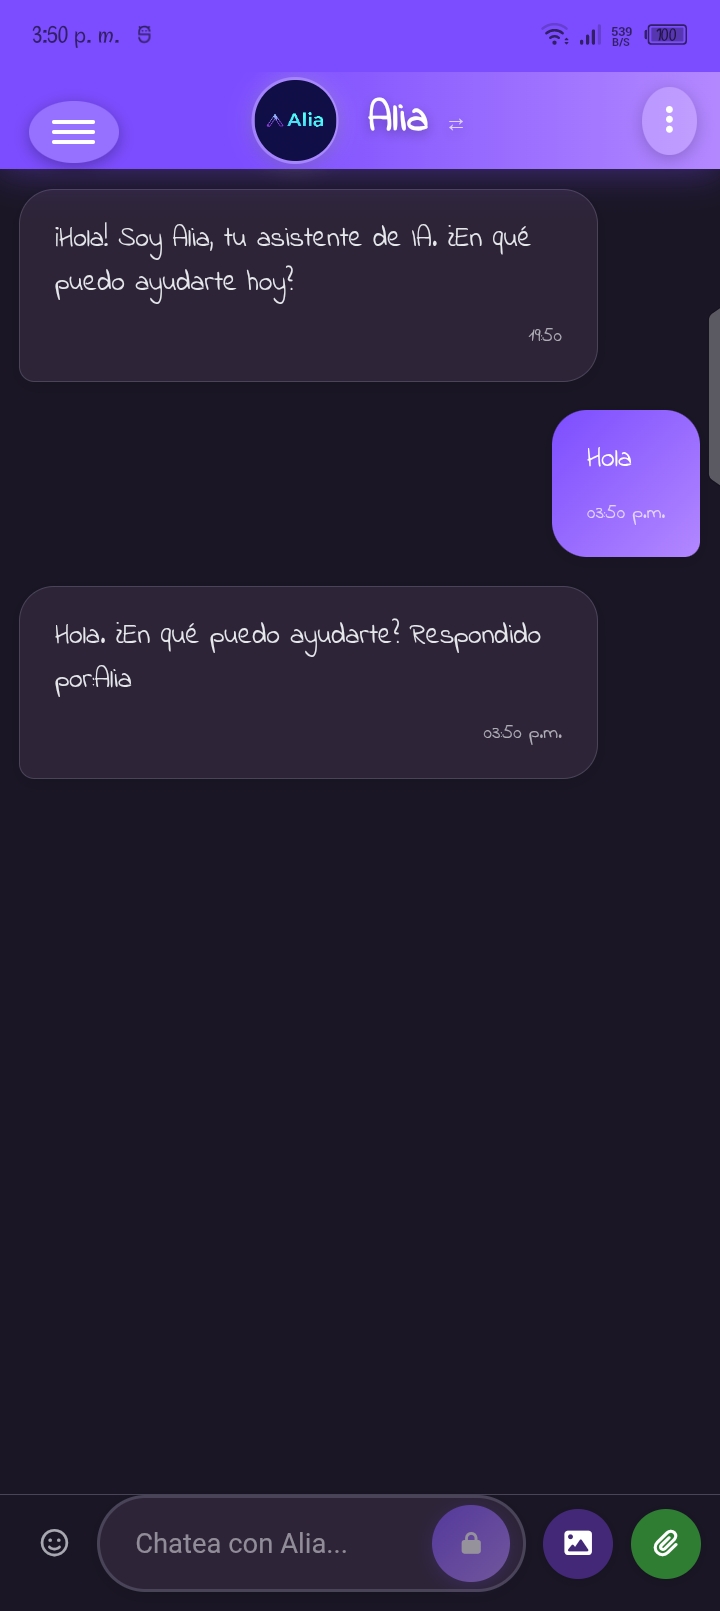 3:50 p. m.
539
B/S
100
Alia
Alia
¡Hola! Soy Alia, tu asistente de IA. ¿En qué
puedo ayudarte hoy?
19:50
Hola
03:50 p.m.
Hola. ¿En qué puedo ayudarte? Respondido
por:Alia
03:50 p.m.
Chatea con Alia...